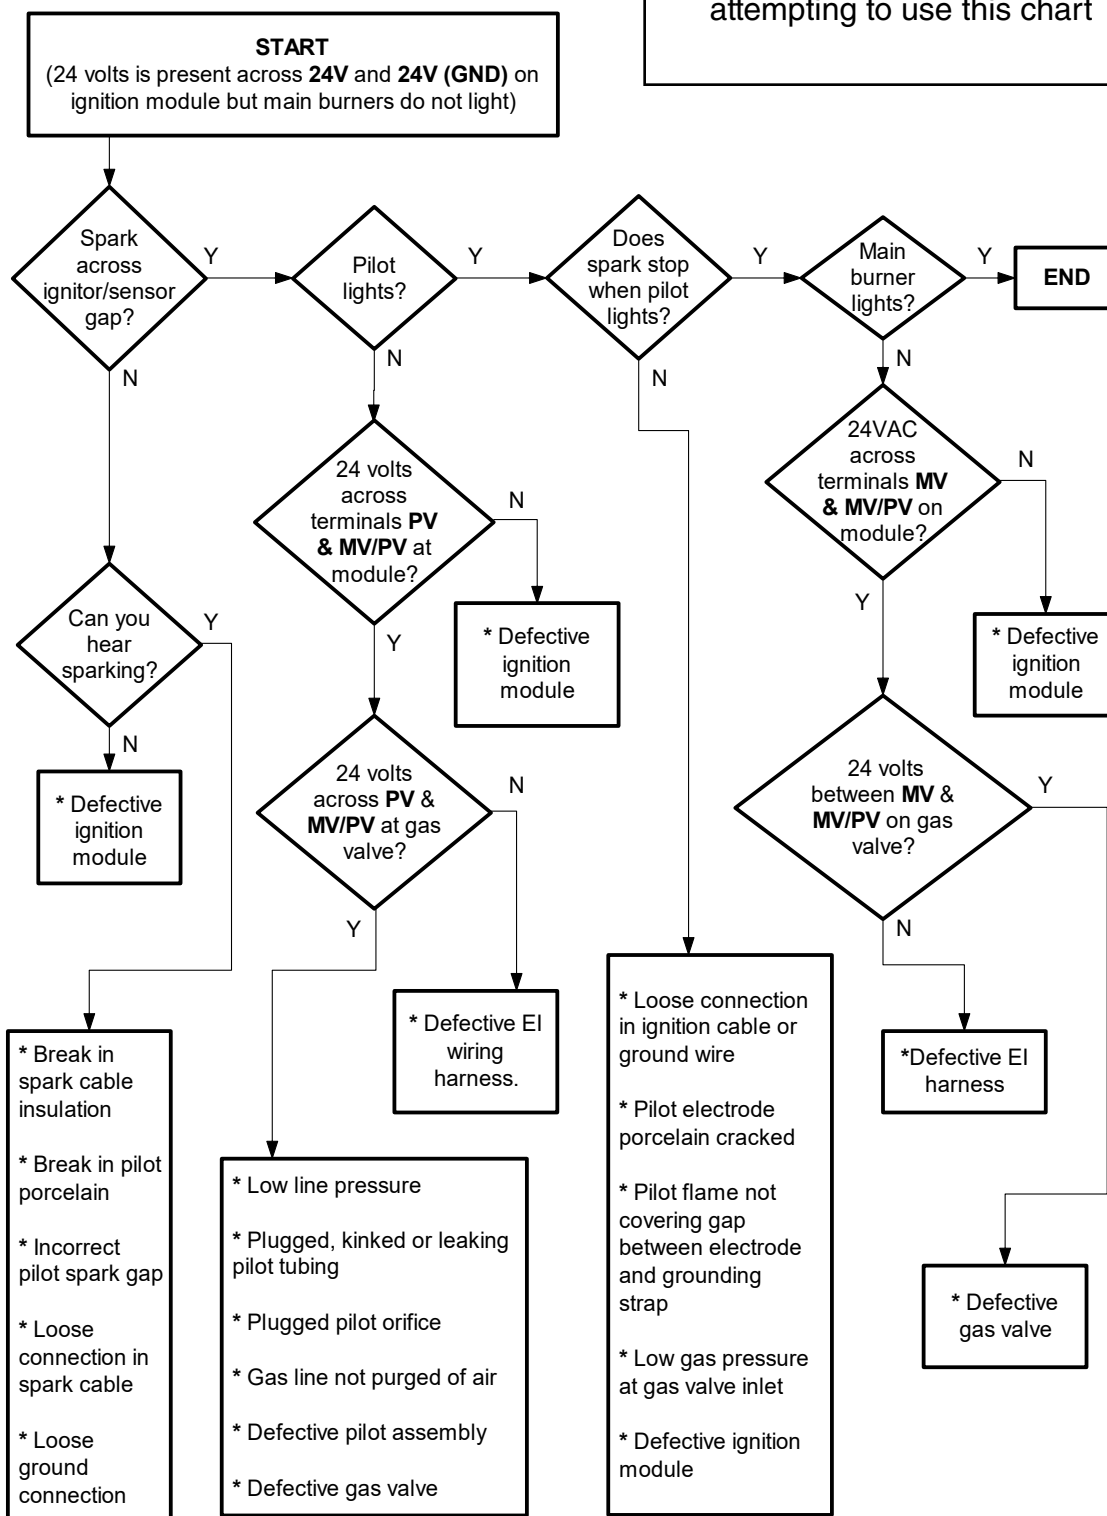 attempting to use this chart
START
(24 volts is present across 24V and 24V (GND) on
ignition module but main burners do not light)
Spark
across
ignitor/sensor
gap?
Y
N
Pilot
lights?
Y
N
Does
spark stop
when pilot
lights?
Y
N
Main
burner
lights?
Y
N
END
24 volts
across
terminals PV
& MV/PV at
module?
N
Y
24VAC
across
terminals MV
& MV/PV on
module?
N
Y
Can you
hear
sparking?
Y
N
* Defective
ignition
module
* Defective
ignition
module
* Defective
ignition
module
24 volts
across PV &
MV/PV at gas
valve?
N
Y
24 volts
between MV &
MV/PV on gas
valve?
Y
N
* Break in
spark cable
insulation
* Break in pilot
porcelain
* Incorrect
pilot spark gap
* Loose
connection in
spark cable
* Loose
ground
connection
* Low line pressure
* Plugged, kinked or leaking
pilot tubing
* Plugged pilot orifice
* Gas line not purged of air
* Defective pilot assembly
* Defective gas valve
* Defective EI
wiring
harness.
* Loose connection
in ignition cable or
ground wire
* Pilot electrode
porcelain cracked
* Pilot flame not
covering gap
between electrode
and grounding
strap
* Low gas pressure
at gas valve inlet
* Defective ignition
module
*Defective EI
harness
* Defective
gas valve